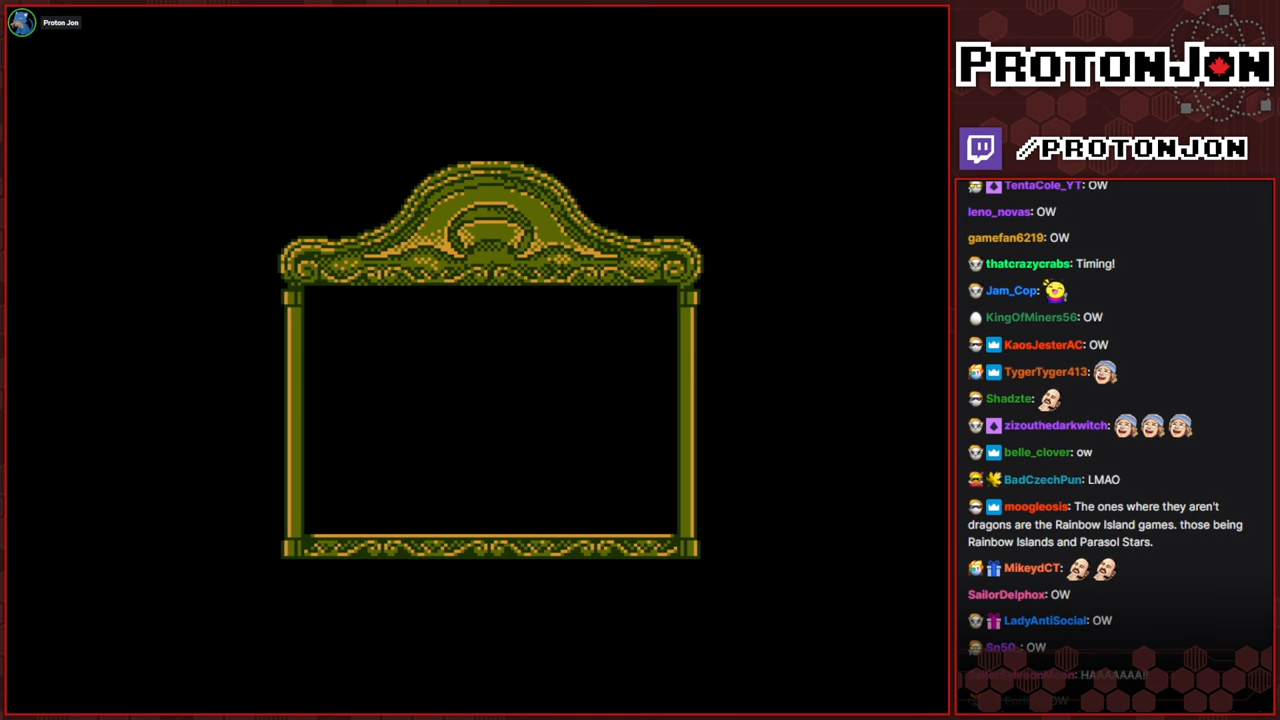 Proton Jon
PROTONJON
/PROTONJON
TentaCole_YT: OW
leno_novas: OW
gamefan6219: OW
thatcrazycrabs: Timing!
Jam_Cop:
KingOfMiners56: OW
KaosJesterAC: OW
TygerTyger413:
Shadzte:
zizouthedarkwitch:
belle_clover: ow
BadCzechPun: LMAO
moogleosis: The ones where they aren't
dragons are the Rainbow Island games. those being
Rainbow Islands and Parasol Stars.
MikeydCT:
SailorDelphox: OW
LadyAntiSocial: OW
Sn50_: OW
HAAAAAAA!!
OW